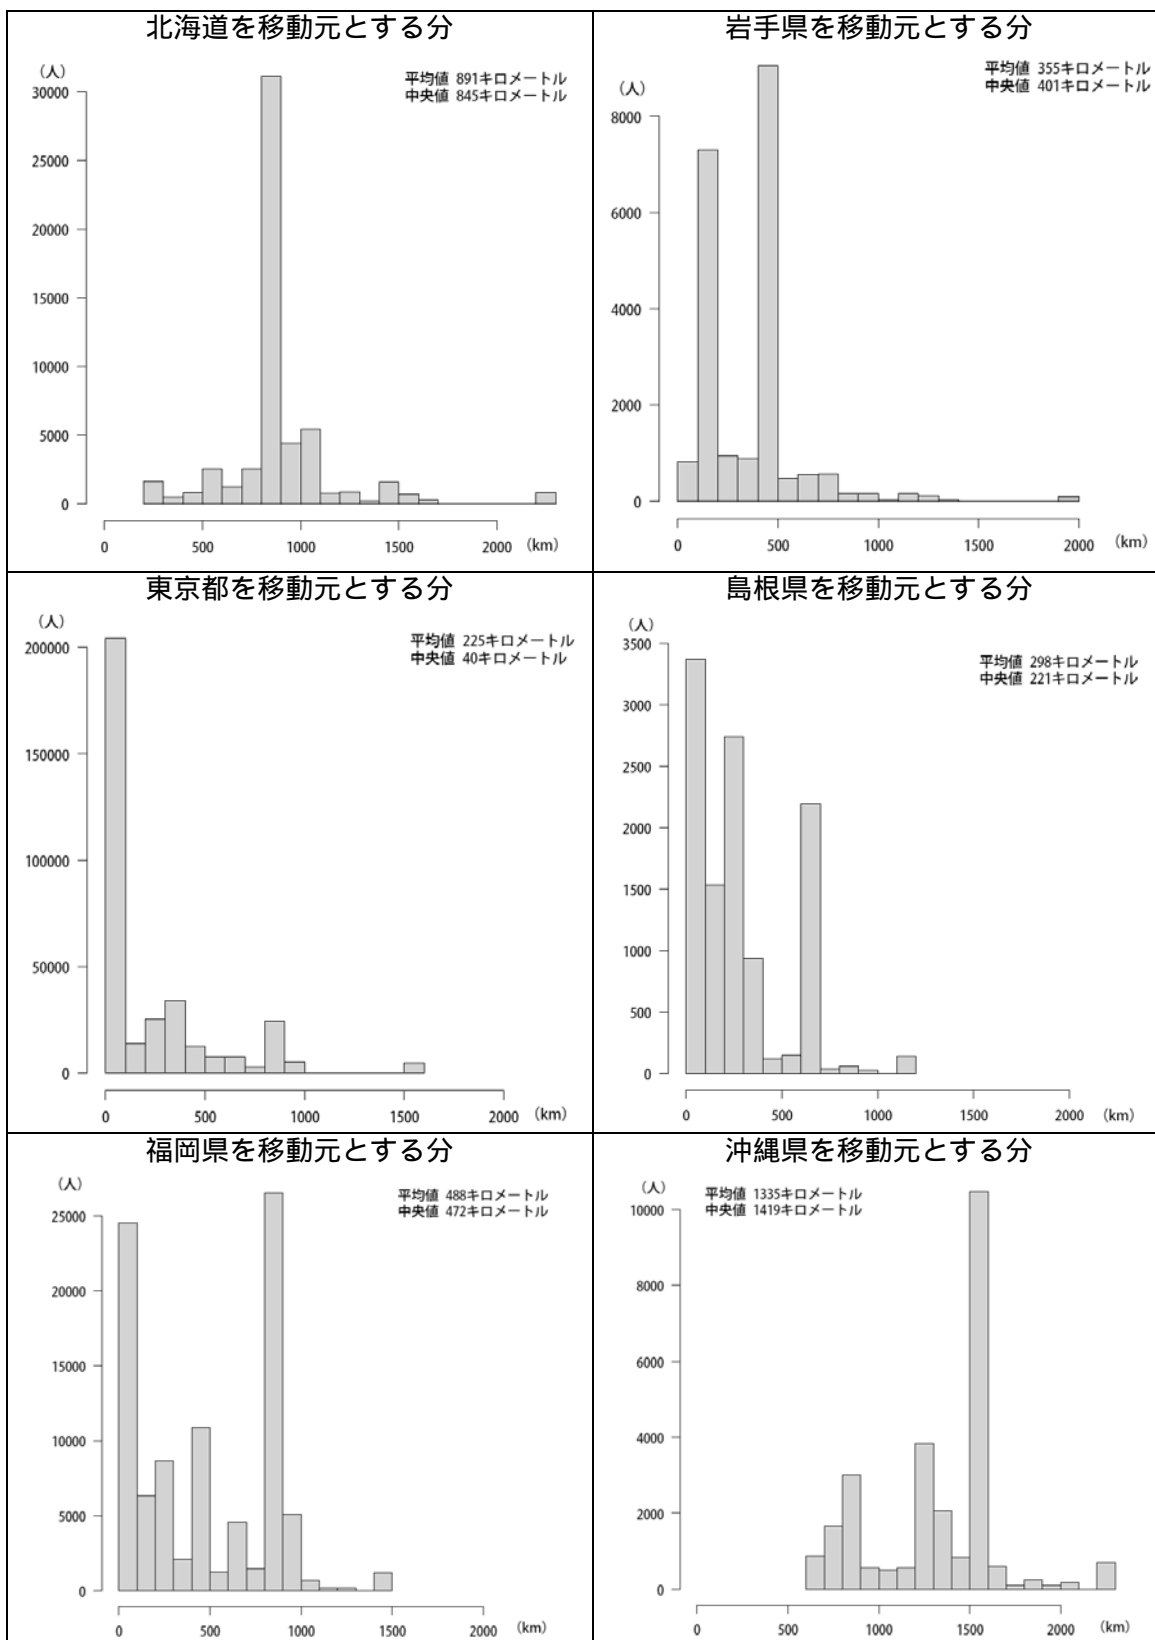 北海道を移動元とする分
(人)
平均値 891キロメートル
中央値 845キロメートル
30000
25000
20000
15000
10000
5000
0
0 500 1000 1500 2000 (km)
岩手県を移動元とする分
(人)
平均値 355キロメートル
中央値 401キロメートル
8000
6000
4000
2000
0
0 500 1000 1500 2000 (km)
東京都を移動元とする分
(人)
平均値 225キロメートル
中央値 40キロメートル
200000
150000
100000
50000
0
0 500 1000 1500 2000 (km)
島根県を移動元とする分
(人)
平均値 298キロメートル
中央値 221キロメートル
3500
3000
2500
2000
1500
1000
500
0
0 500 1000 1500 2000 (km)
福岡県を移動元とする分
(人)
平均値 488キロメートル
中央値 472キロメートル
25000
20000
15000
10000
5000
0
0 500 1000 1500 2000 (km)
沖縄県を移動元とする分
(人)
平均値 1335キロメートル
中央値 1419キロメートル
10000
8000
6000
4000
2000
0
0 500 1000 1500 2000 (km)